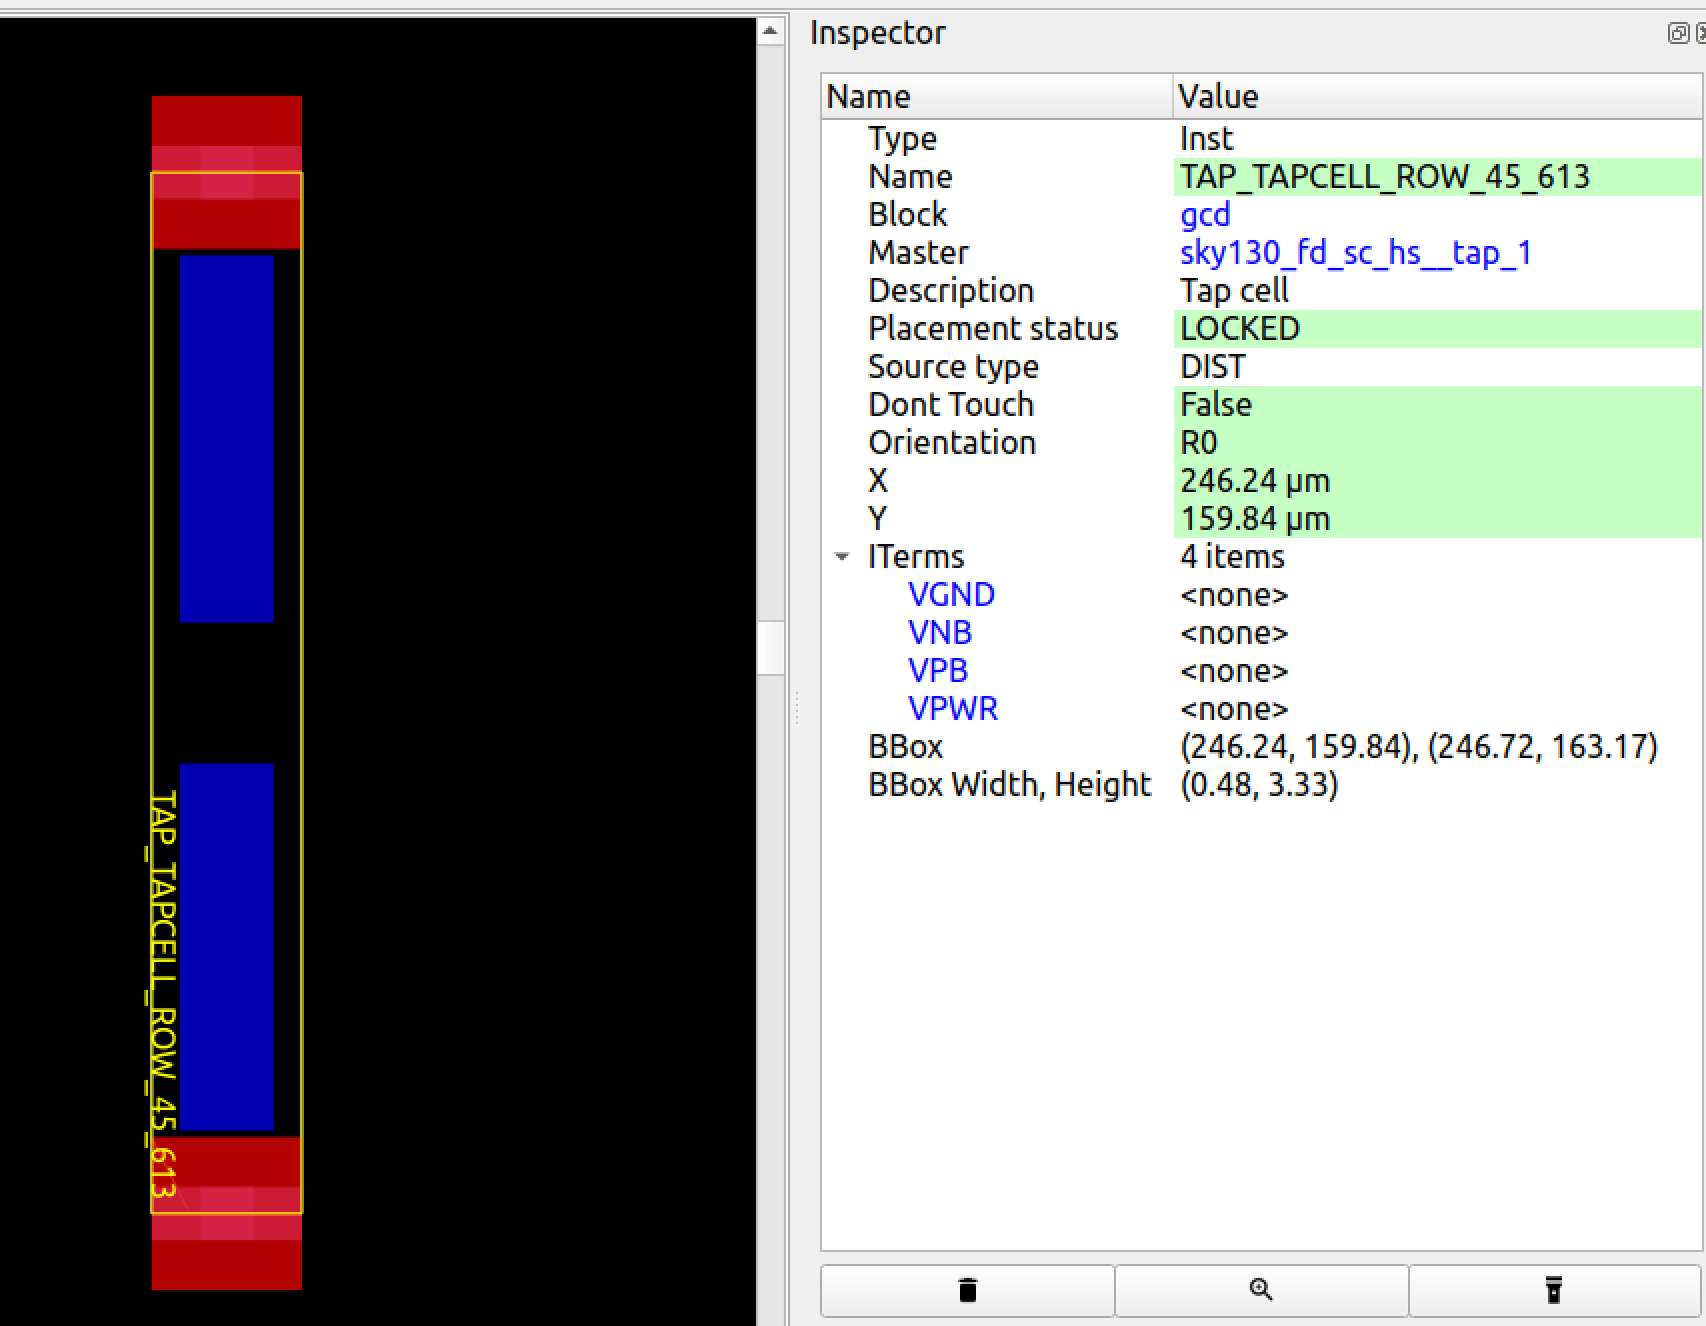 Inspector
Name Value
Type Inst
Name TAP_TAPCELL_ROW_45_613
Block gcd
Master sky130_fd_sc_hs__tap_1
Description Tap cell
Placement status LOCKED
Source type DIST
Dont Touch False
Orientation R0
X 246.24 μm
Y 159.84 μm
ITerms 4 items
VGND <none>
VNB <none>
VPB <none>
VPWR <none>
BBox (246.24, 159.84), (246.72, 163.17)
BBox Width, Height (0.48, 3.33)
TAP_TAPCELL_ROW_45_613